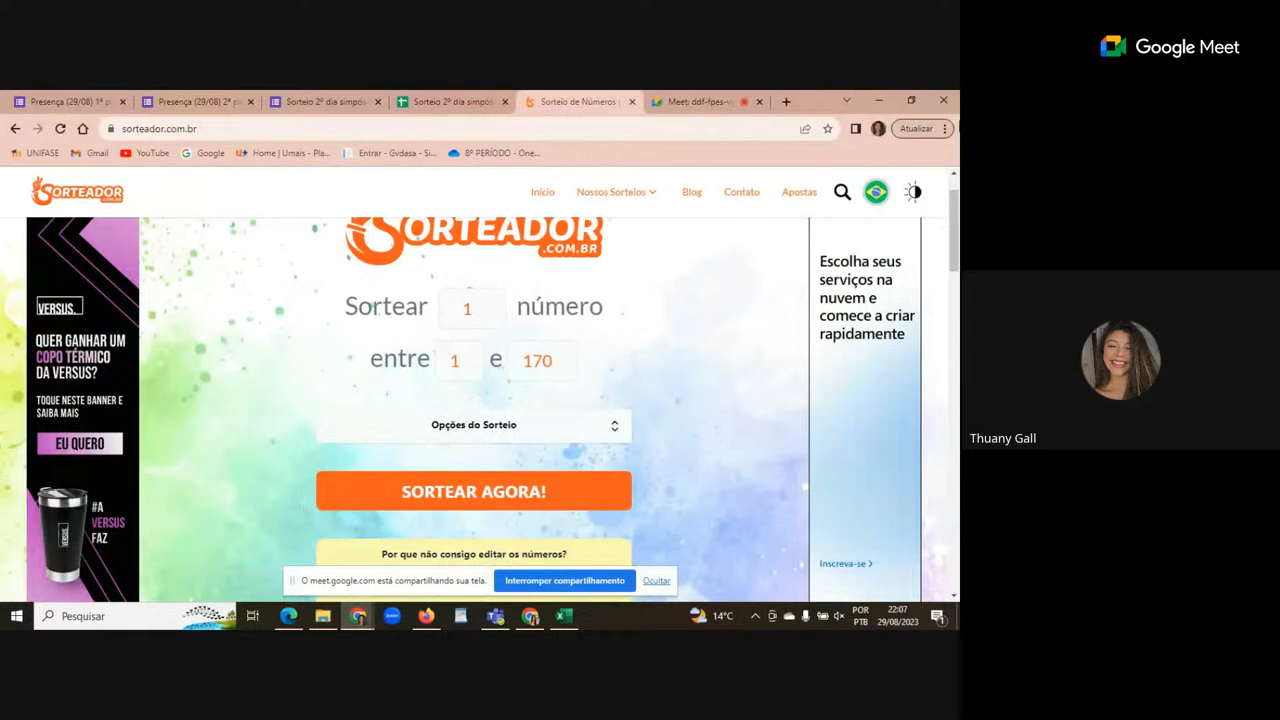 Google Meet
Presença (29/08) 1ª p
Presença (29/08) 2ª p
Sorteio 2º dia simpós
Sorteio 2º dia simpós
Sorteio de Números |
Meet: ddf-fpes-v
sorteador.com.br
Atualizar
UNIFASE
Gmail
YouTube
Google
Home | Umais - Pla...
Entrar - Gvdasa - Si...
8º PERÍODO - One...
SORTEADOR
.COM.BR
Início
Nossos Sorteios
Blog
Contato
Apostas
SORTEADOR
.COM.BR
Sortear 1 número
entre 1 e 170
Opções do Sorteio
SORTEAR AGORA!
Por que não consigo editar os números?
VERSUS.
QUER GANHAR UM
COPO TÉRMICO
DA VERSUS?
TOQUE NESTE BANNER E
SAIBA MAIS
EU QUERO
VERSUS.
#A
VERSUS
FAZ
Escolha seus
serviços na
nuvem e
comece a criar
rapidamente
Inscreva-se
O meet.google.com está compartilhando sua tela.
Interromper compartilhamento
Ocultar
Thuany Gall
Pesquisar
zoom
14°C
POR
PTB
22:07
29/08/2023
1